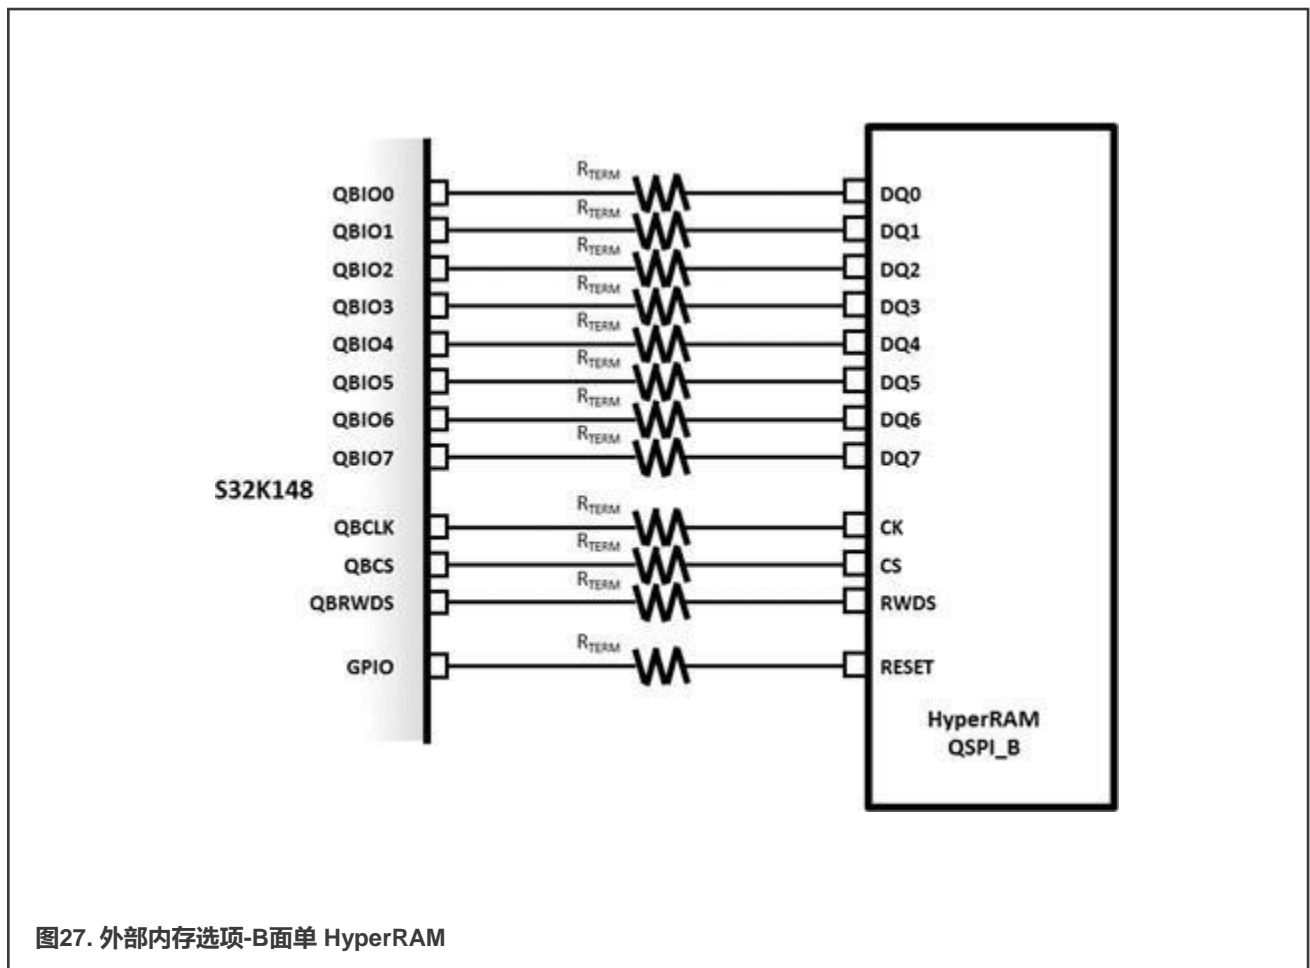 QBIO0 R_TERM DQ0
QBIO1 R_TERM DQ1
QBIO2 R_TERM DQ2
QBIO3 R_TERM DQ3
QBIO4 R_TERM DQ4
QBIO5 R_TERM DQ5
QBIO6 R_TERM DQ6
QBIO7 R_TERM DQ7
S32K148
QBCLK R_TERM CK
QBCS R_TERM CS
QBRWDS R_TERM RWDS
GPIO R_TERM RESET
HyperRAM
QSPI_B
图27. 外部内存选项-B面单 HyperRAM